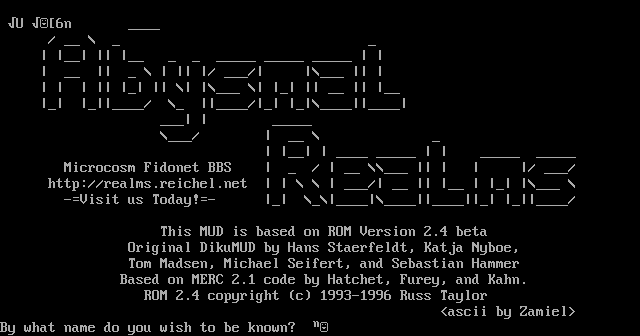 √U √☺[6n
Abysmal
Realms
Microcosm Fidonet BBS
http://realms.reichel.net
-=Visit us Today!=-
This MUD is based on ROM Version 2.4 beta
Original DikuMUD by Hans Staerfeldt, Katja Nyboe,
Tom Madsen, Michael Seifert, and Sebastian Hammer
Based on MERC 2.1 code by Hatchet, Furey, and Kahn.
ROM 2.4 copyright (c) 1993-1996 Russ Taylor
<ascii by Zamiel>
By what name do you wish to be known? ⁿ☺